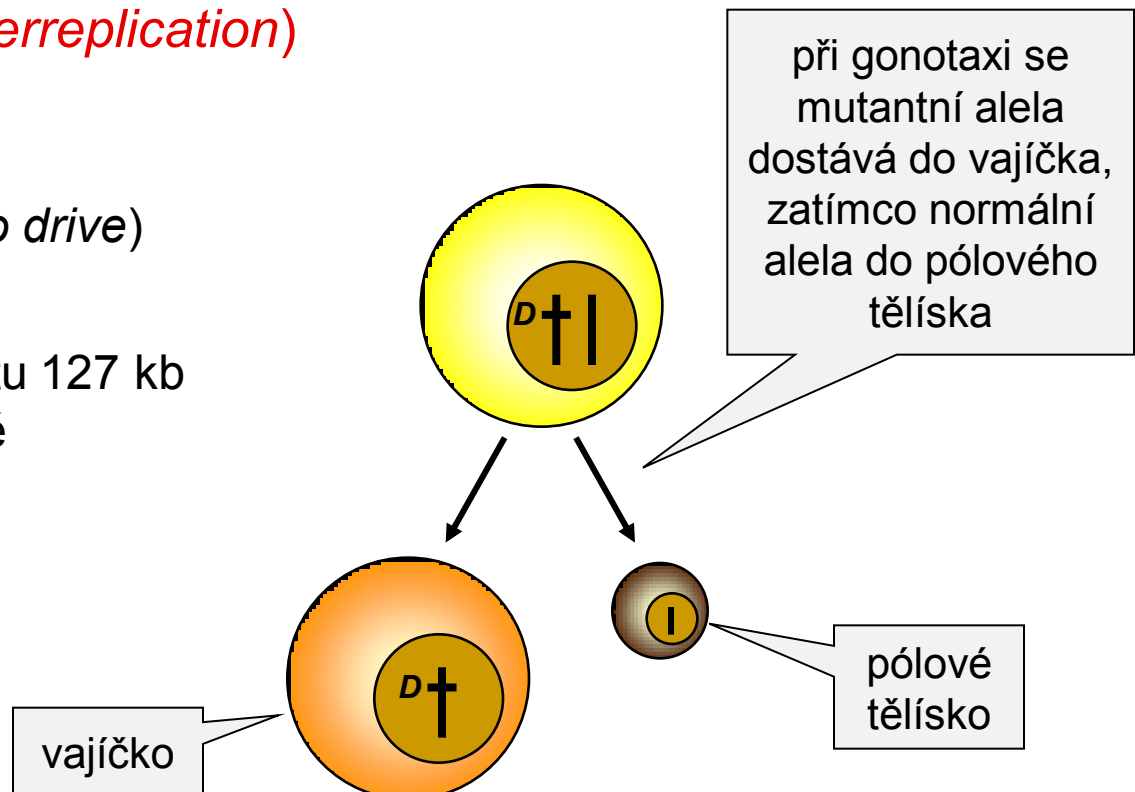 erreplication)
drive)
tu 127 kb
při gonotaxi se
mutantní alela
dostává do vajíčka,
zatímco normální
alela do pólového
tělíska
D
D
pólové
tělísko
vajíčko